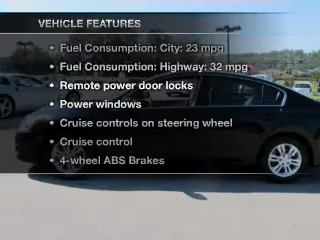 VEHICLE FEATURES
• Fuel Consumption: City: 23 mpg
• Fuel Consumption: Highway: 32 mpg
• Remote power door locks
• Power windows
• Cruise controls on steering wheel
• Cruise control
• 4-wheel ABS Brakes